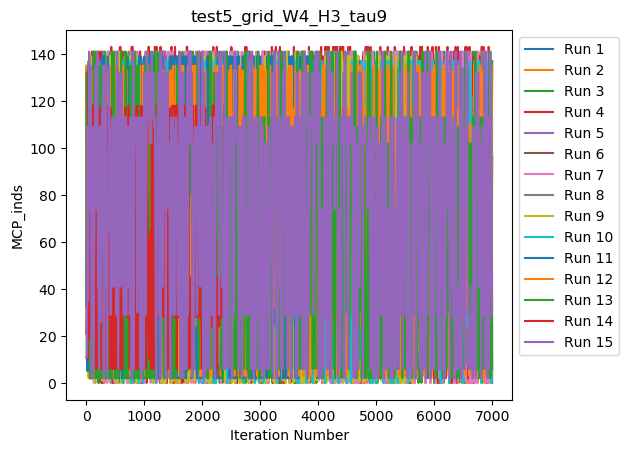 test5_grid_W4_H3_tau9
MCP_inds
140
120
100
80
60
40
20
0
0 1000 2000 3000 4000 5000 6000 7000
Iteration Number
Run 1
Run 2
Run 3
Run 4
Run 5
Run 6
Run 7
Run 8
Run 9
Run 10
Run 11
Run 12
Run 13
Run 14
Run 15